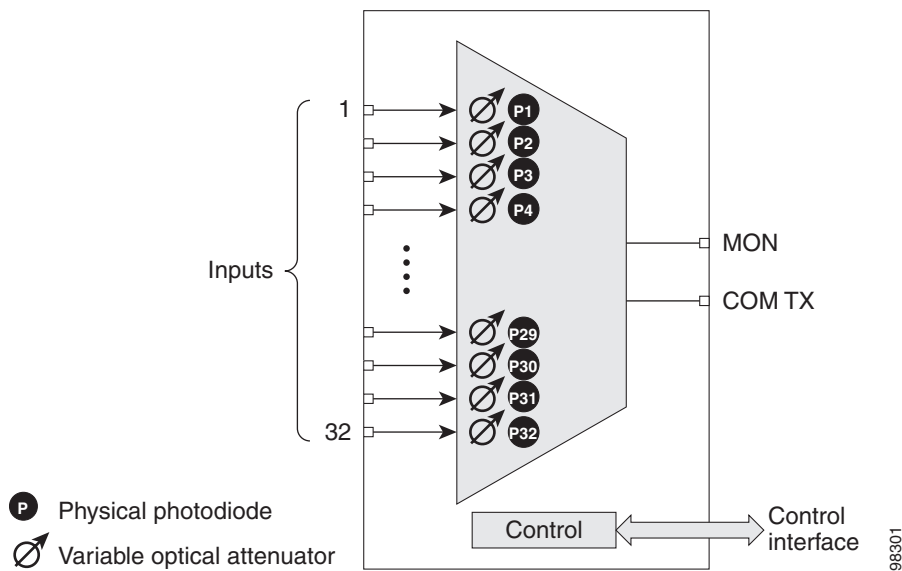 1
P1
P2
P3
P4
Inputs
MON
COM TX
P29
P30
P31
32
P32
P Physical photodiode
Variable optical attenuator
Control
Control
interface
98301